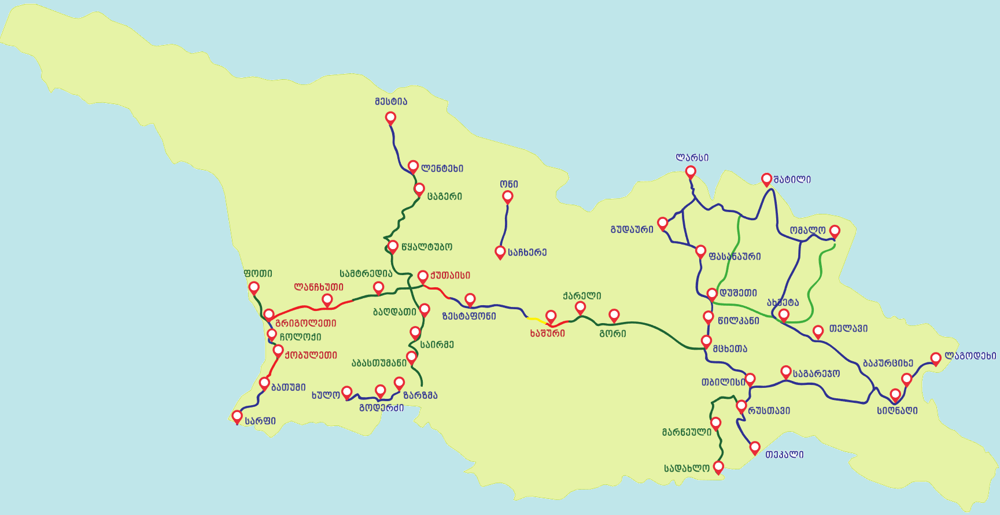 მესტია
ლარსი
ლენტეხი
შატილი
ონი
ცაგერი
გუდაური
ომალო
წყალტუბო
საჩხერე
ფასანაური
ფოთი
სამტრედია
ქუთაისი
ლანჩხუთი
დუშეთი
ქარელი
ახმეტა
ბაღდათი
ზესტაფონი
წილკანი
გრიგოლეთი
თელავი
ხაშური
გორი
ჩოლოქი
საირმე
მცხეთა
ქობულეთი
ლაგოდეხი
აბასთუმანი
ბაკურციხე
საგარეჯო
თბილისი
ბათუმი
ხულო
ზარზმა
გოდერძი
რუსთავი
სიღნაღი
სარფი
მარნეული
თეკალი
სადახლო